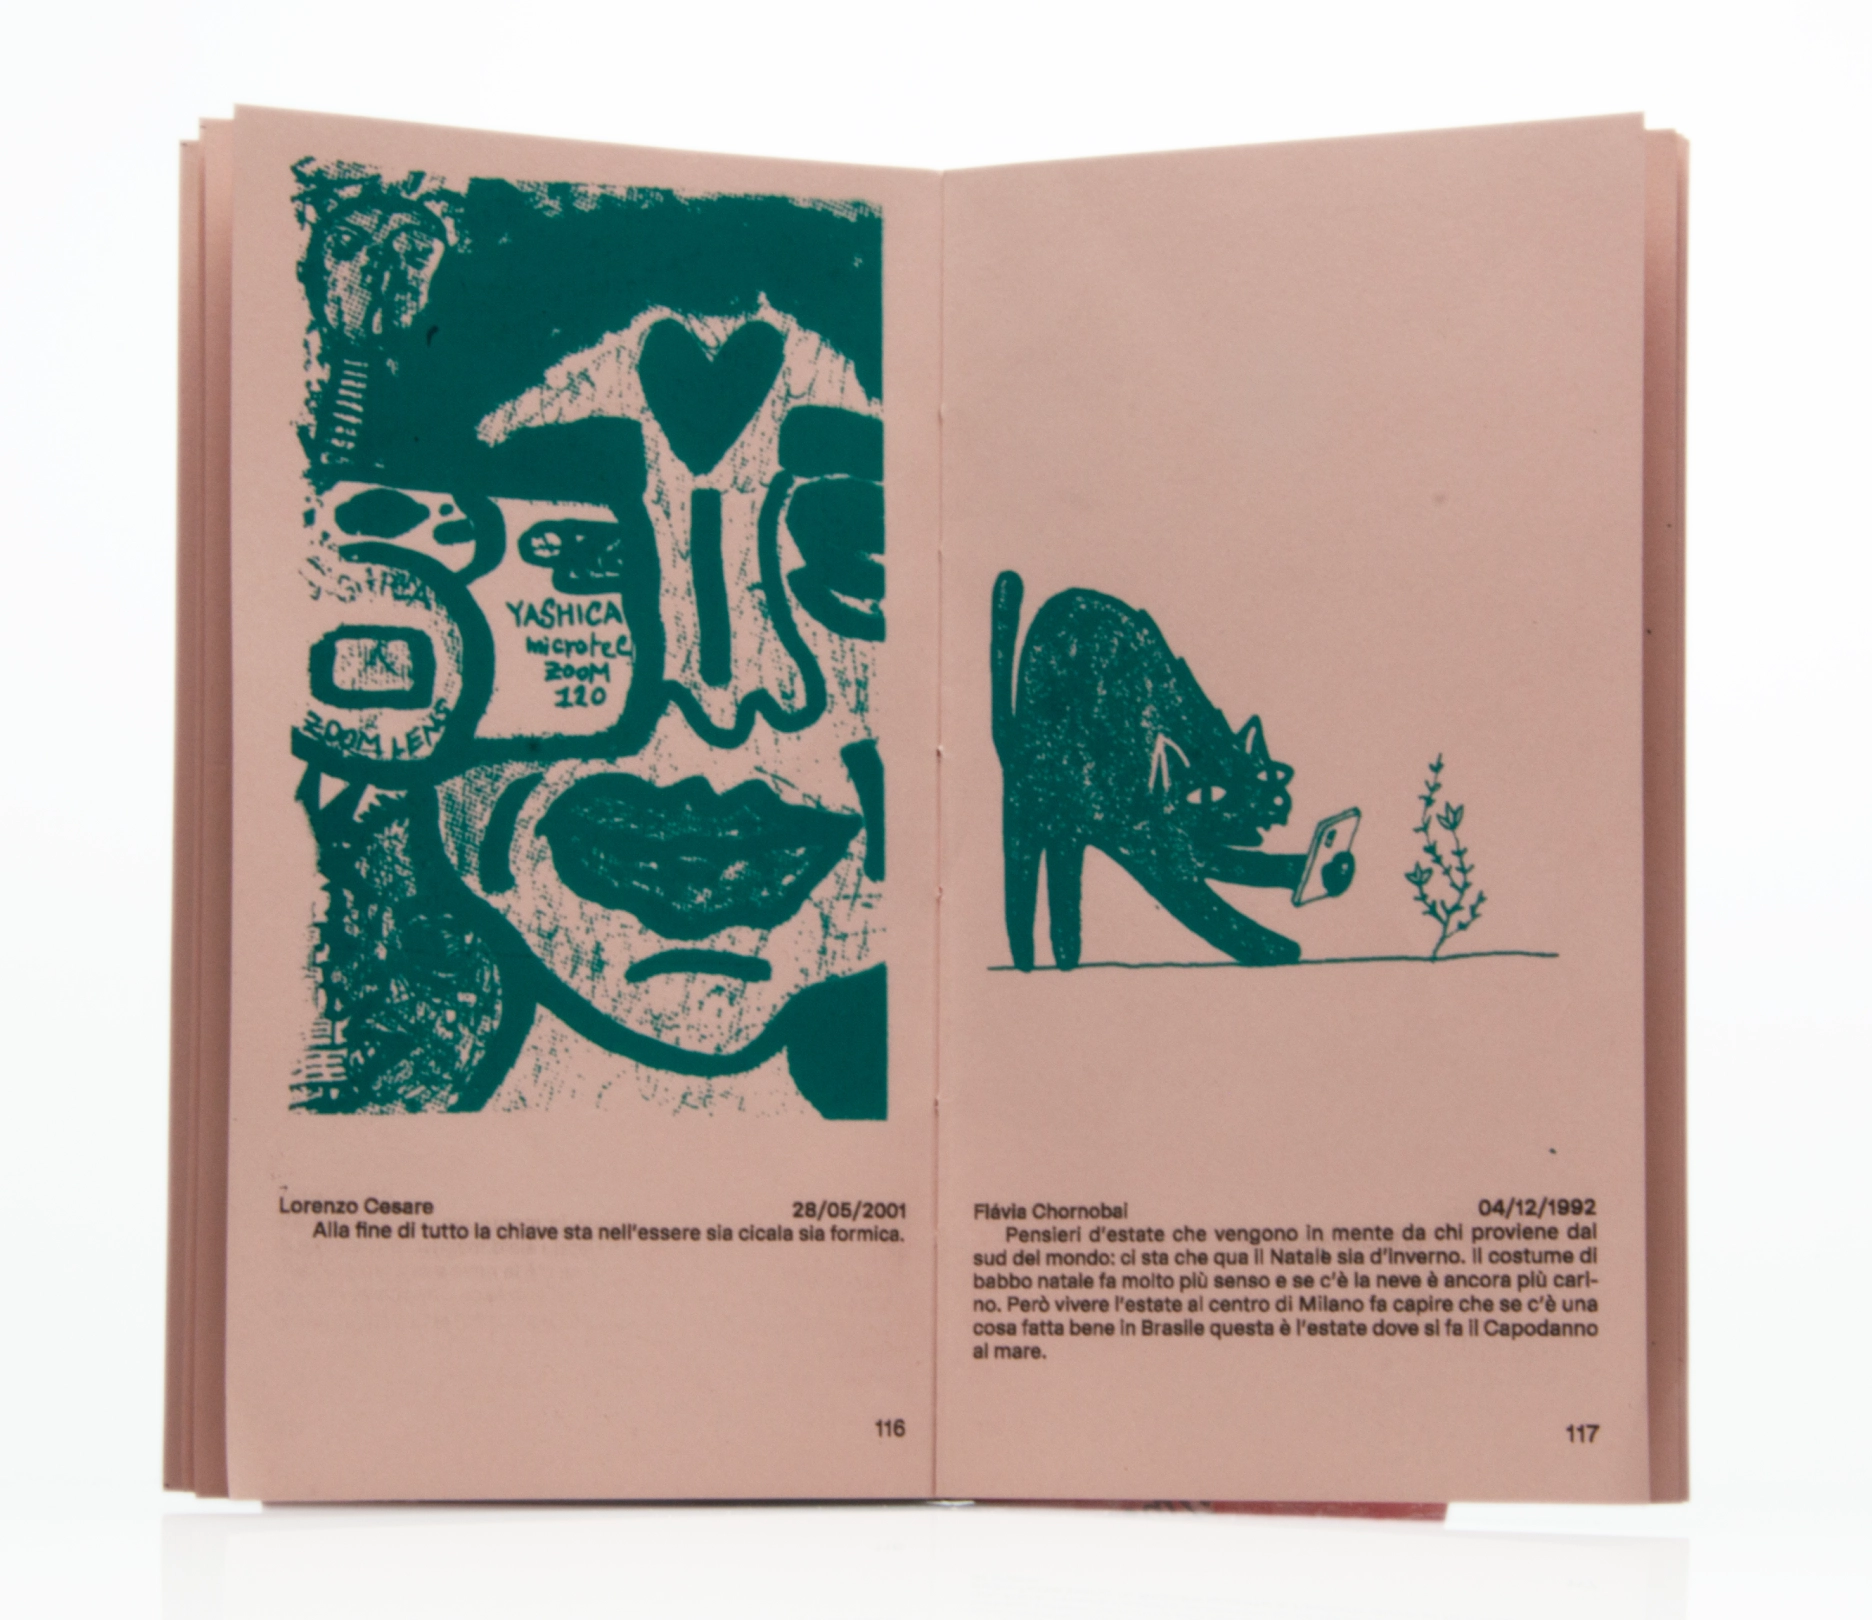 YASHICA
microtec
ZOOM
120
ZOOM LENS
Lorenzo Cesare 28/05/2001
Alla fine di tutto la chiave sta nell'essere sia cicala sia formica.
116
Flávia Chornobai 04/12/1992
Pensieri d'estate che vengono in mente da chi proviene dal
sud del mondo: ci sta che qua il Natale sia d'inverno. Il costume di
babbo natale fa molto più senso e se c'è la neve è ancora più cari-
no. Però vivere l'estate al centro di Milano fa capire che se c'è una
cosa fatta bene in Brasile questa è l'estate dove si fa il Capodanno
al mare.
117